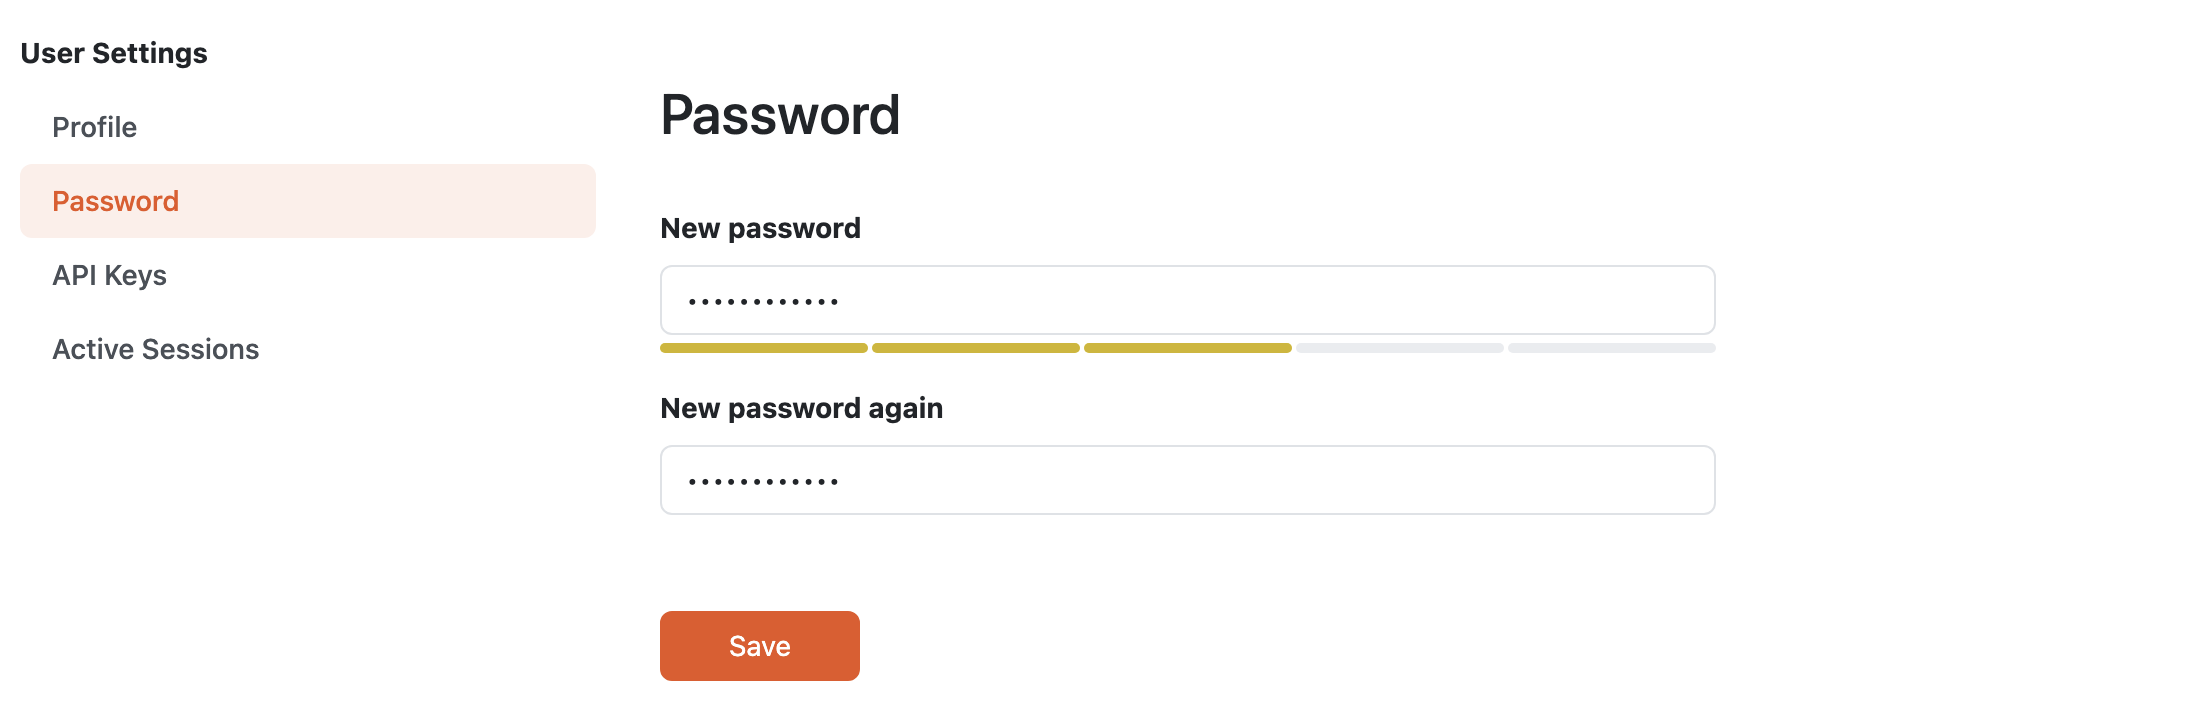 User Settings
Profile
Password
API Keys
Active Sessions
Password
New password
••••••••••••
New password again
••••••••••••
Save